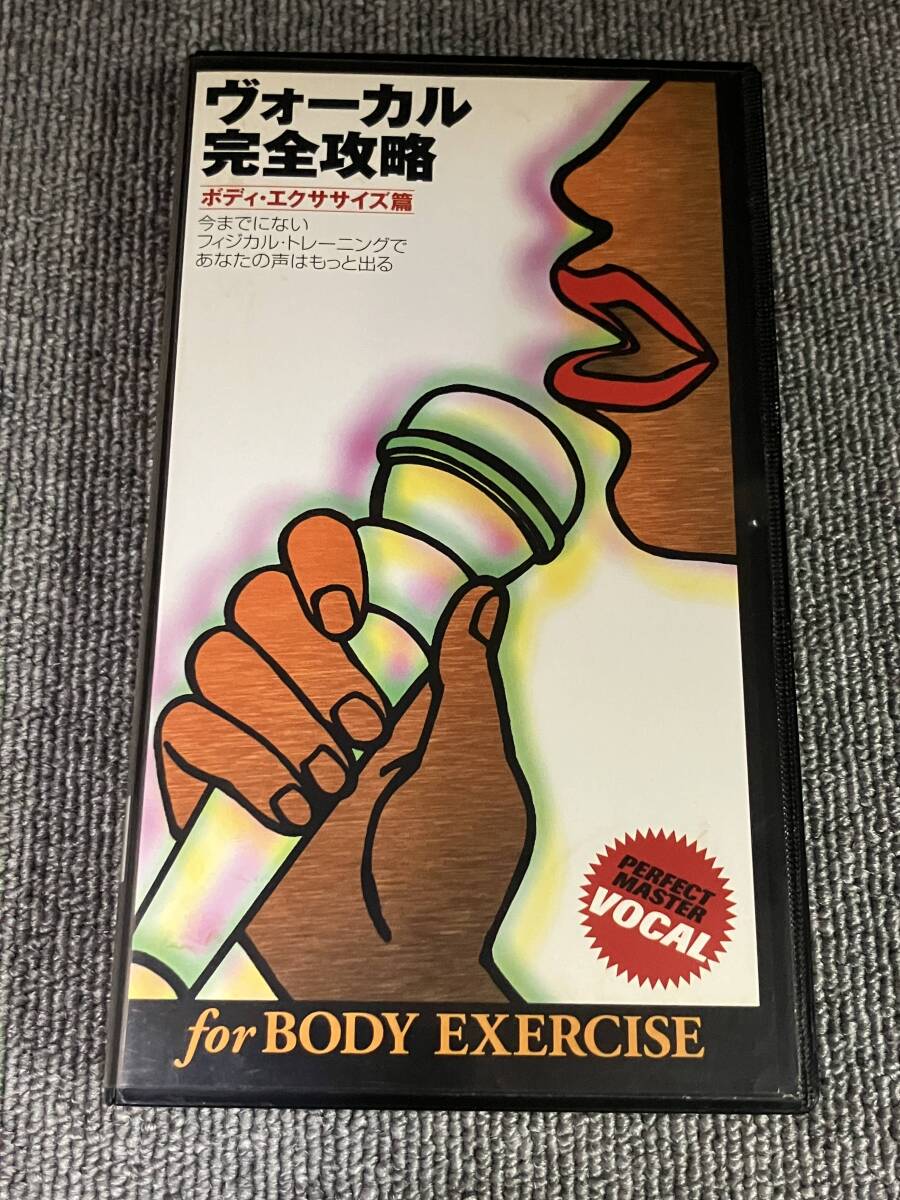 ヴォーカル
完全攻略
ボディ・エクササイズ篇
今までにない
フィジカル・トレーニングで
あなたの声はもっと出る
PERFECT
MASTER
VOCAL
for BODY EXERCISE